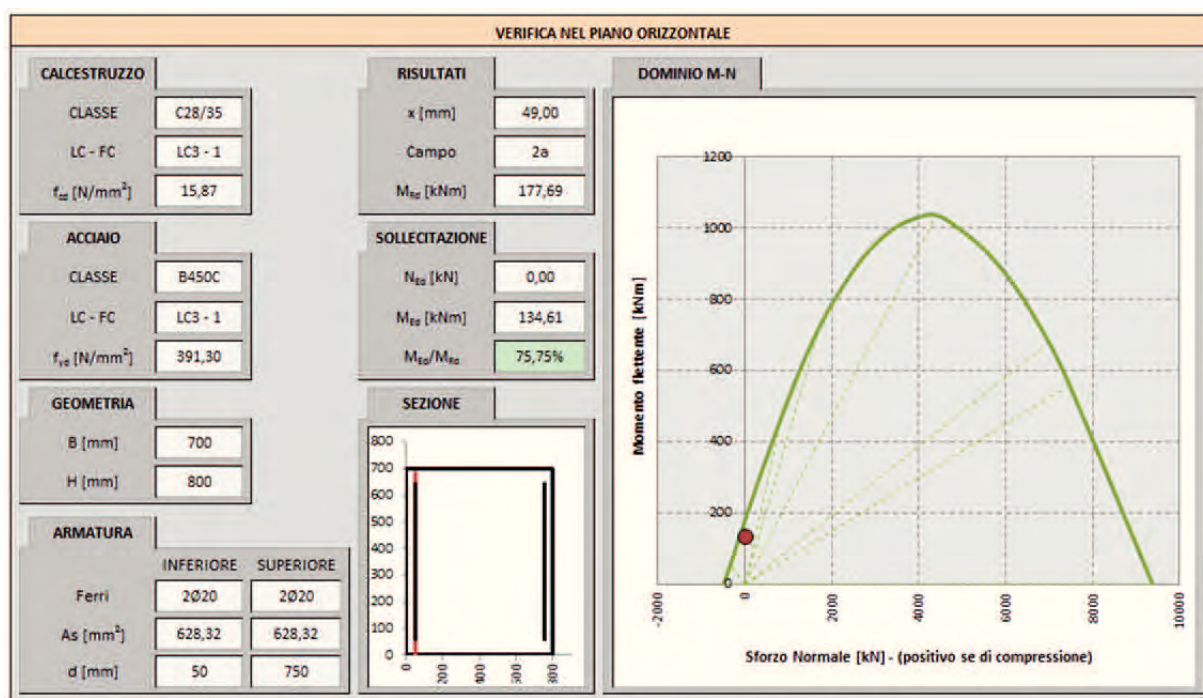 VERIFICA NEL PIANO ORIZZONTALE
CALCESTRUZZO
CLASSE C28/35
LC - FC LC3 - 1
fcd [N/mm²] 15,87
ACCIAIO
CLASSE B450C
LC - FC LC3 - 1
fyd [N/mm²] 391,30
GEOMETRIA
B [mm] 700
H [mm] 800
ARMATURA
INFERIORE SUPERIORE
Ferri 2Ø20 2Ø20
As [mm²] 628,32 628,32
d [mm] 50 750
RISULTATI
x [mm] 49,00
Campo 2a
MRd [kNm] 177,69
SOLLECITAZIONE
NEd [kN] 0,00
MEd [kNm] 134,61
MEd/MRd 75,75%
SEZIONE
800
700
600
500
400
300
200
100
0
0 200 400 600 800
DOMINIO M-N
Momento flettente [kNm]
1200
1000
800
600
400
200
0
-2000 0 2000 4000 6000 8000 10000
Sforzo Normale [kN] - (positivo se di compressione)